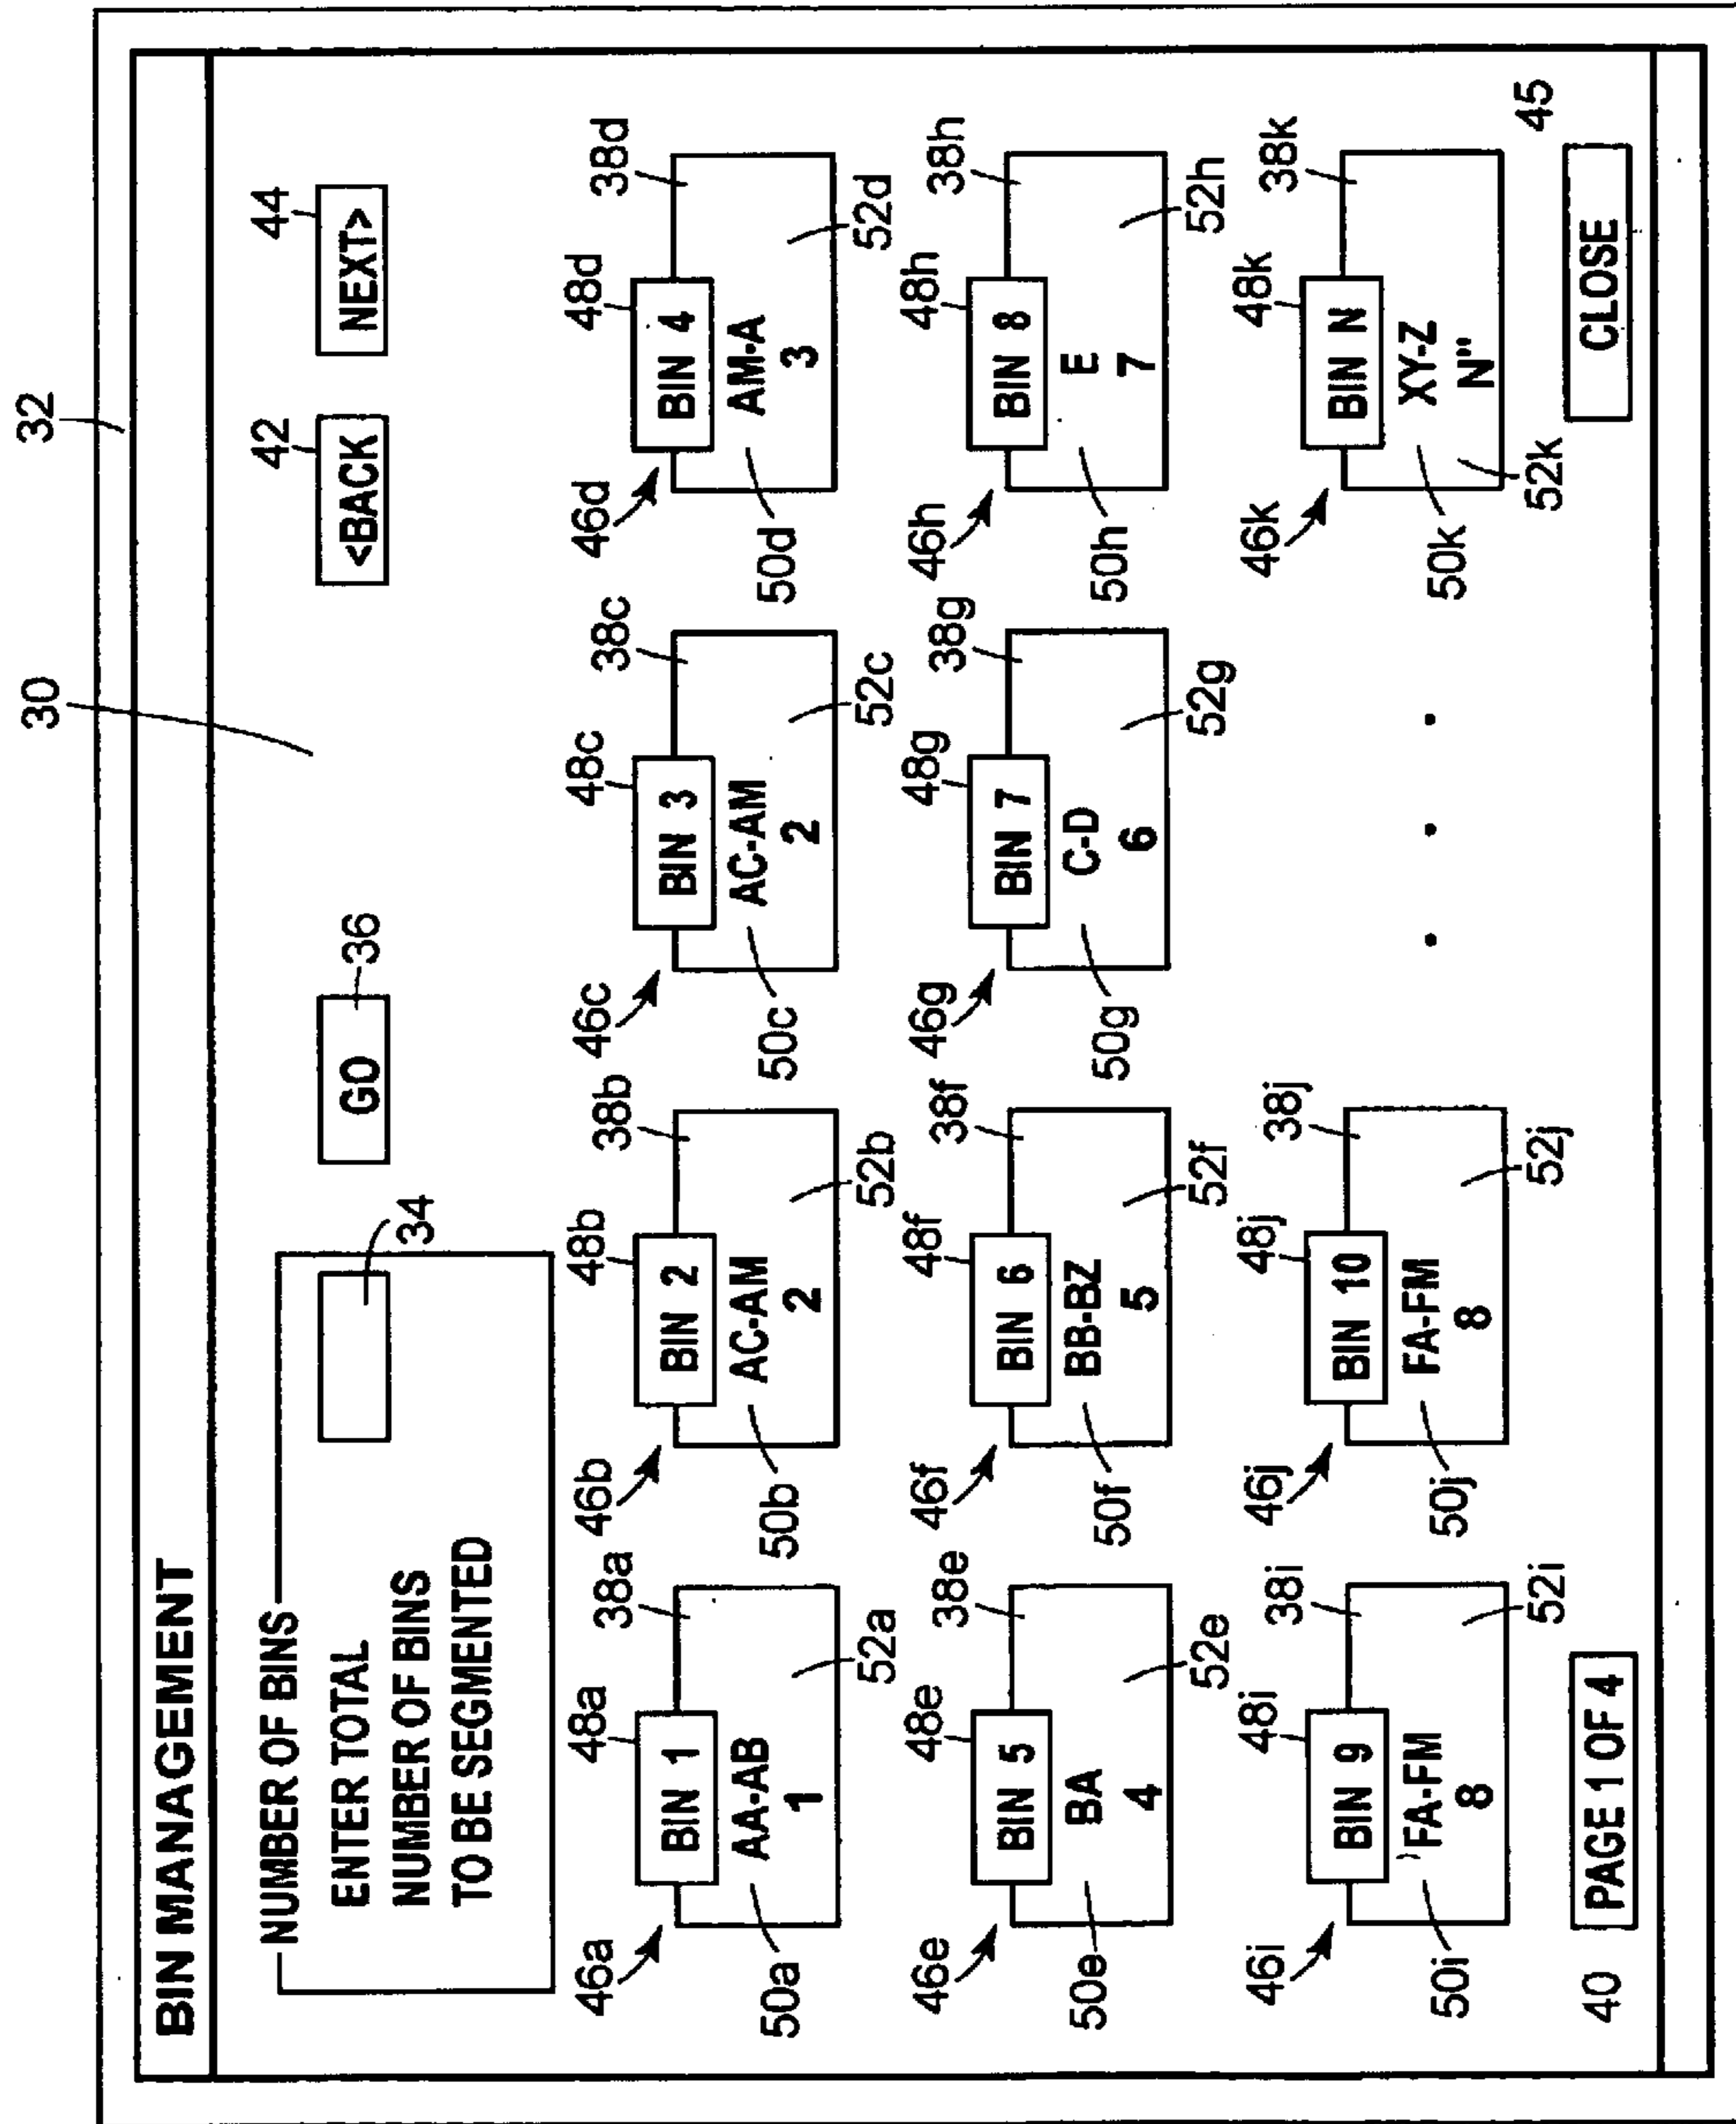 32
30
BIN MANAGEMENT
NUMBER OF BINS
ENTER TOTAL
NUMBER OF BINS
TO BE SEGMENTED
34
GO
36
42
<BACK
44
NEXT>
46a
48a
38a
BIN 1
AA-AB
1
50a
52a
46b
48b
38b
BIN 2
AC-AM
2
50b
52b
46c
48c
38c
BIN 3
AC-AM
2
50c
52c
46d
48d
38d
BIN 4
AM-A
3
50d
52d
46e
48e
38e
BIN 5
BA
4
50e
52e
46f
48f
38f
BIN 6
BB-BZ
5
50f
52f
46g
48g
38g
BIN 7
C-D
6
50g
52g
46h
48h
38h
BIN 8
E
7
50h
52h
46i
48i
38i
BIN 9
FA-FM
8
50i
52i
46j
48j
38j
BIN 10
FA-FM
8
50j
52j
. . .
46k
48k
38k
BIN N
XY-Z
N"
50k
52k
40
PAGE 1 OF 4
CLOSE
45